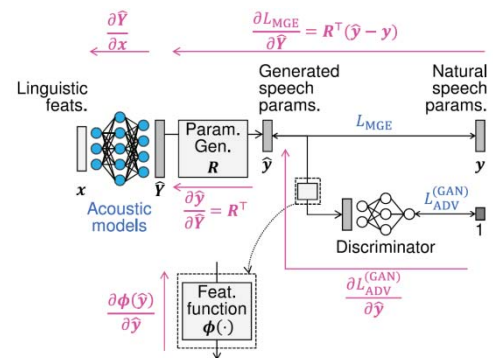 ∂Ŷ/∂x
∂L_MGE/∂Ŷ = R^⊤(ŷ − y)
Linguistic
feats.
Generated
speech
params.
Natural
speech
params.
L_MGE
Param.
Gen.
R
x
Ŷ
ŷ
y
Acoustic
models
∂ŷ/∂Ŷ = R^⊤
L_ADV^(GAN)
1
Discriminator
∂ϕ(ŷ)/∂ŷ
Feat.
function
ϕ(·)
∂L_ADV^(GAN)/∂ŷ